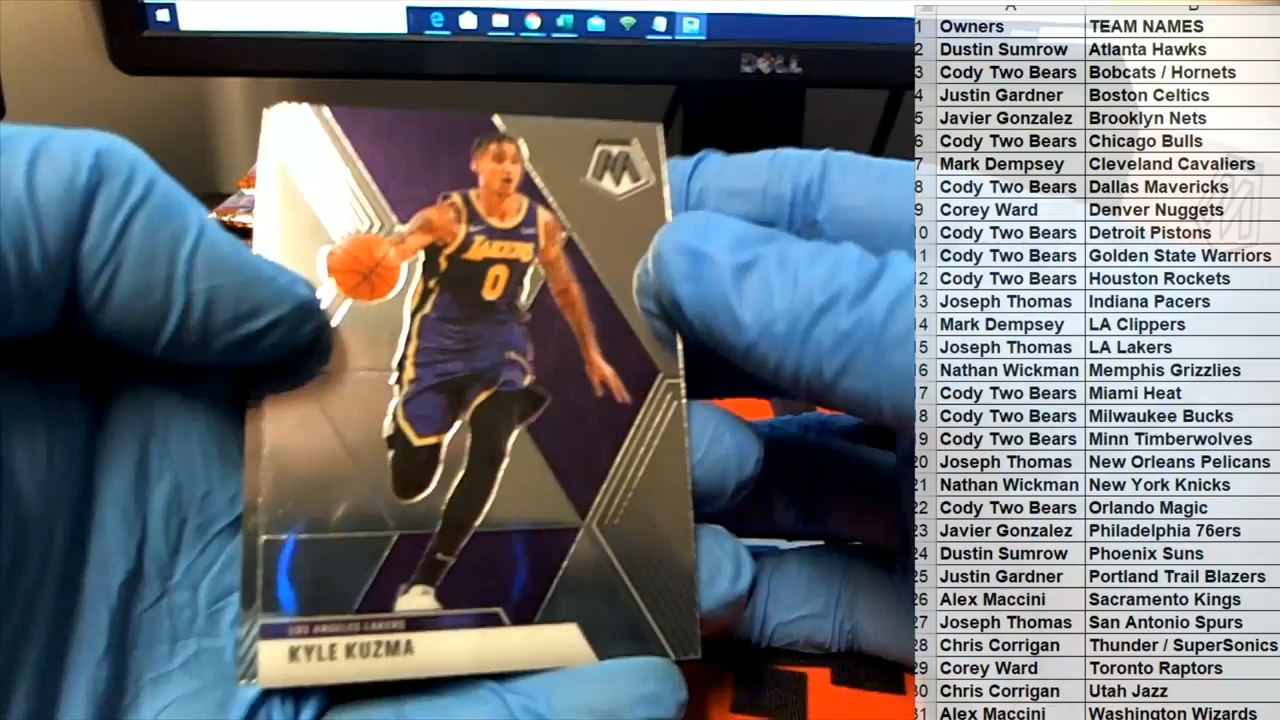 DELL
LAKERS
0
LOS ANGELES LAKERS
KYLE KUZMA
A B
1 Owners TEAM NAMES
2 Dustin Sumrow Atlanta Hawks
3 Cody Two Bears Bobcats / Hornets
4 Justin Gardner Boston Celtics
5 Javier Gonzalez Brooklyn Nets
6 Cody Two Bears Chicago Bulls
7 Mark Dempsey Cleveland Cavaliers
8 Cody Two Bears Dallas Mavericks
9 Corey Ward Denver Nuggets
10 Cody Two Bears Detroit Pistons
11 Cody Two Bears Golden State Warriors
12 Cody Two Bears Houston Rockets
13 Joseph Thomas Indiana Pacers
14 Mark Dempsey LA Clippers
15 Joseph Thomas LA Lakers
16 Nathan Wickman Memphis Grizzlies
17 Cody Two Bears Miami Heat
18 Cody Two Bears Milwaukee Bucks
19 Cody Two Bears Minn Timberwolves
20 Joseph Thomas New Orleans Pelicans
21 Nathan Wickman New York Knicks
22 Cody Two Bears Orlando Magic
23 Javier Gonzalez Philadelphia 76ers
24 Dustin Sumrow Phoenix Suns
25 Justin Gardner Portland Trail Blazers
26 Alex Maccini Sacramento Kings
27 Joseph Thomas San Antonio Spurs
28 Chris Corrigan Thunder / SuperSonics
29 Corey Ward Toronto Raptors
30 Chris Corrigan Utah Jazz
31 Alex Maccini Washington Wizards